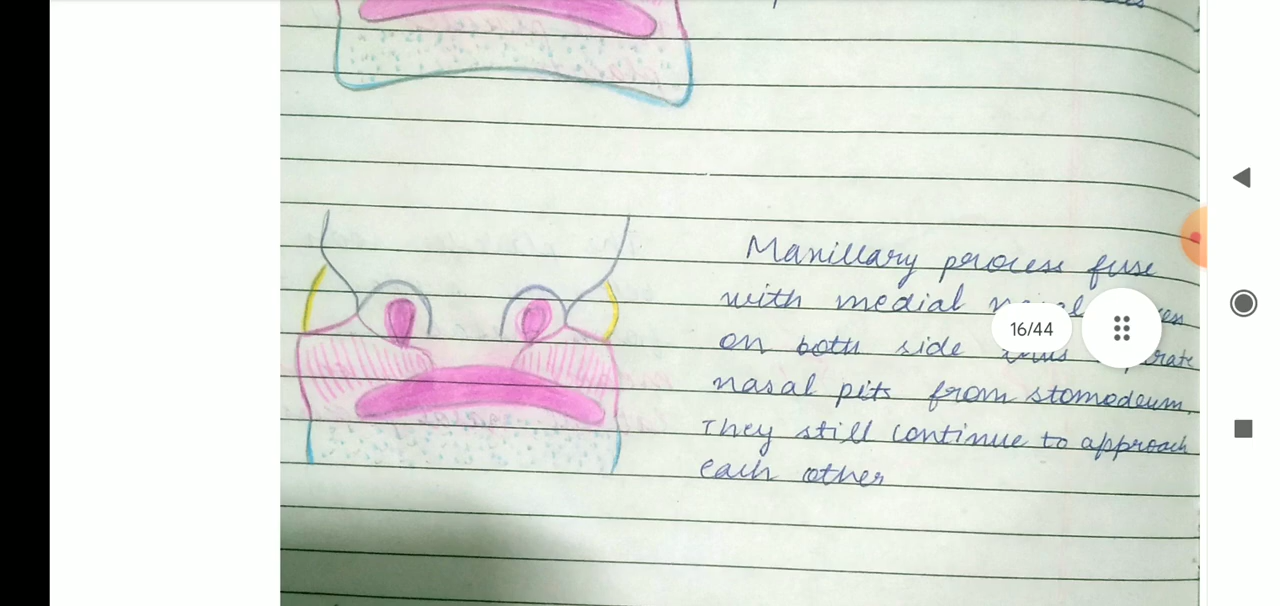 Maxillary process fuse
with medial
on both side
nasal pits from stomodeum.
They still continue to approach
each other
16/44